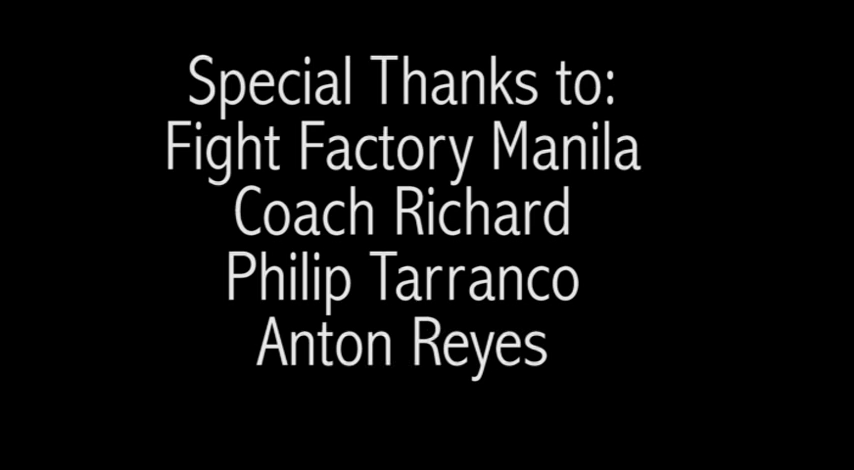 Special Thanks to:
Fight Factory Manila
Coach Richard
Philip Tarranco
Anton Reyes